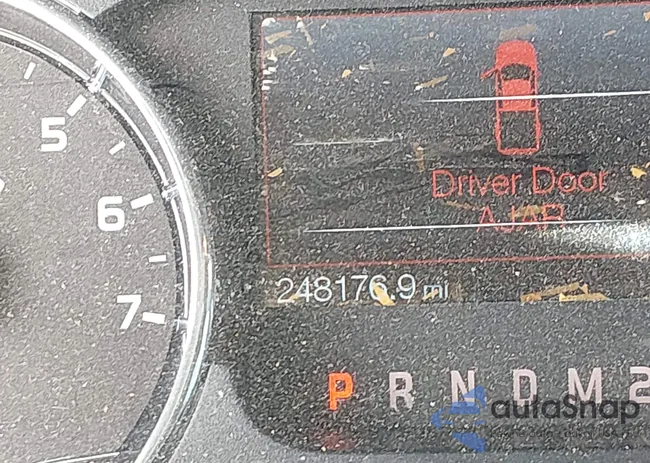 5
6
7
Driver Door
AJAR
248176.9 mi
P R N D M 2
autoSnap